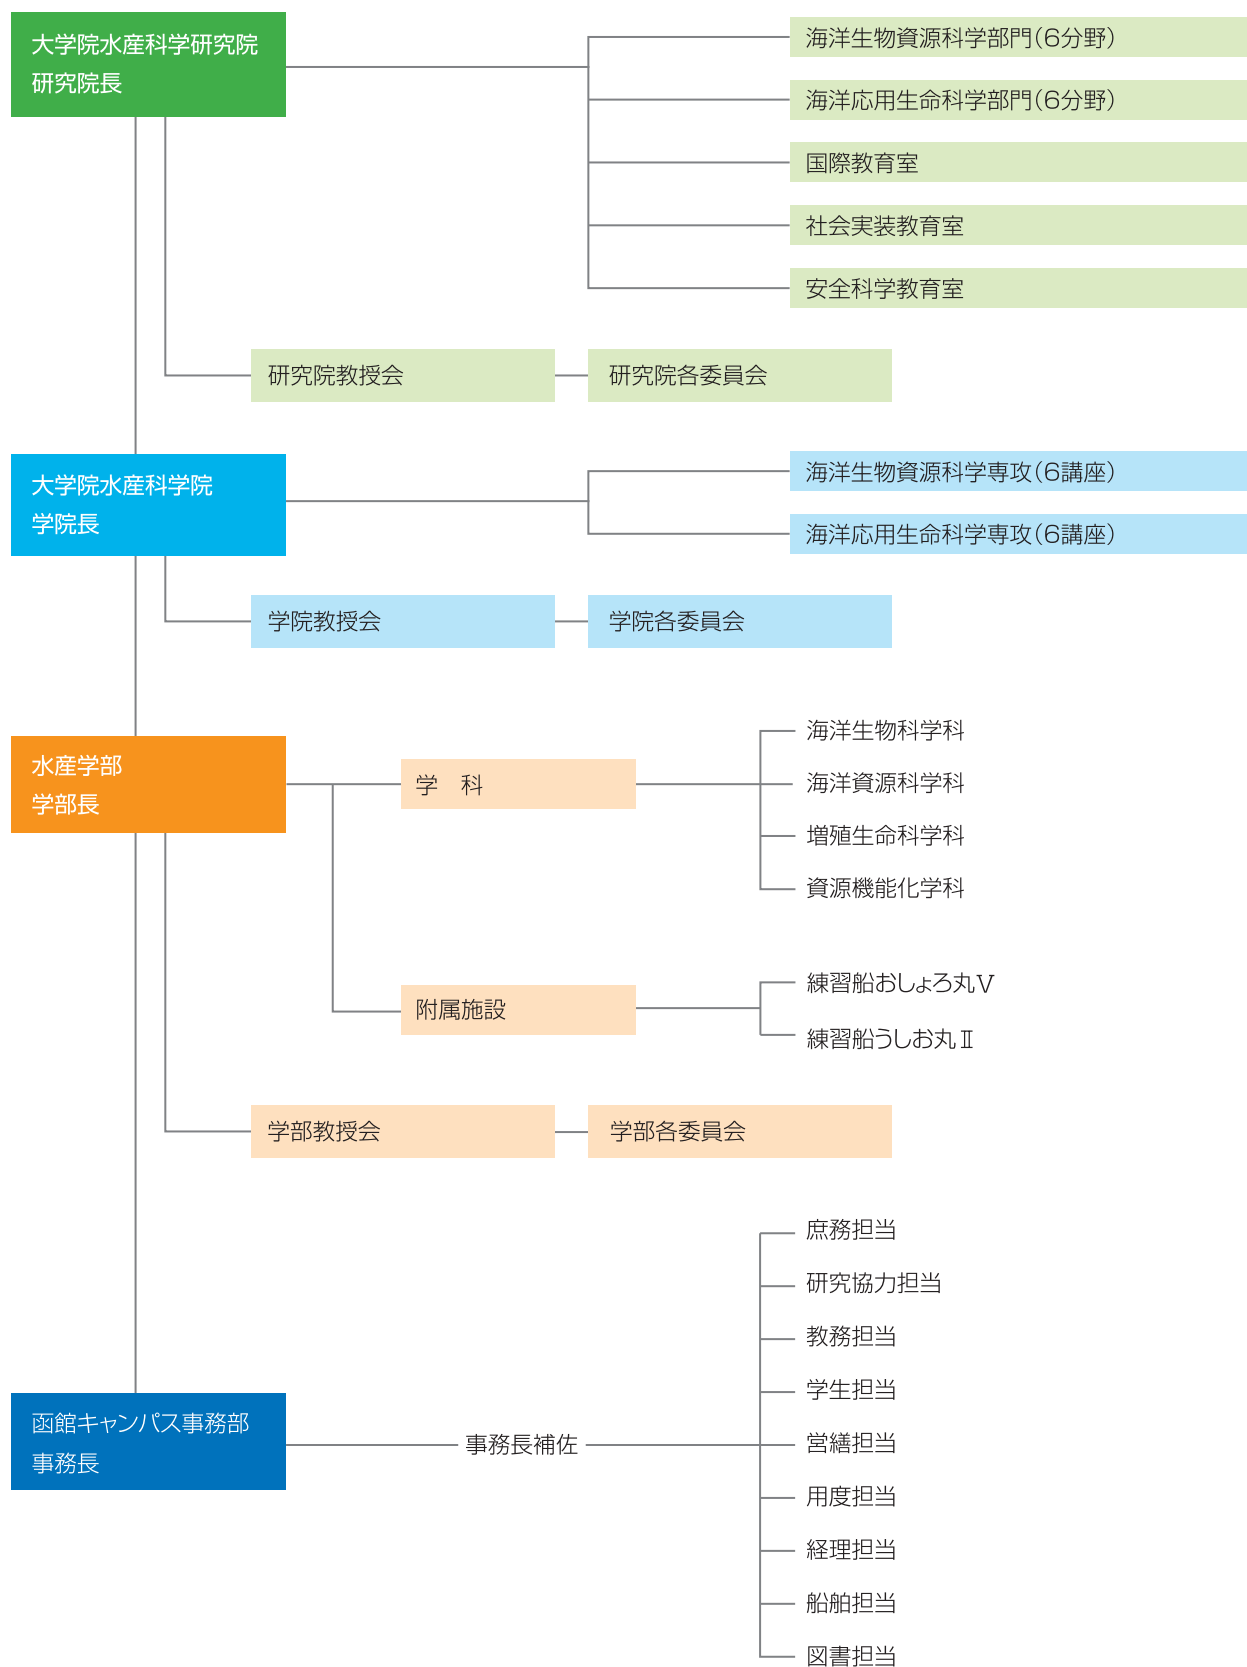 大学院水産科学研究院
研究院長
海洋生物資源科学部門（6分野）
海洋応用生命科学部門（6分野）
国際教育室
社会実装教育室
安全科学教育室
研究院教授会
研究院各委員会
大学院水産科学院
学院長
海洋生物資源科学専攻（6講座）
海洋応用生命科学専攻（6講座）
学院教授会
学院各委員会
水産学部
学部長
学　科
海洋生物科学科
海洋資源科学科
増殖生命科学科
資源機能化学科
附属施設
練習船おしょろ丸Ⅴ
練習船うしお丸Ⅱ
学部教授会
学部各委員会
函館キャンパス事務部
事務長
事務長補佐
庶務担当
研究協力担当
教務担当
学生担当
営繕担当
用度担当
経理担当
船舶担当
図書担当